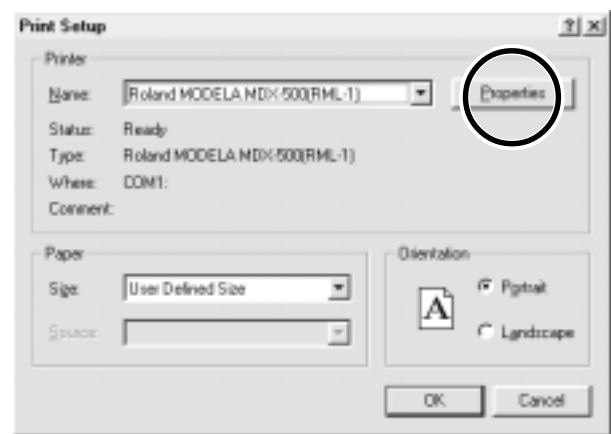 Print Setup
Printer
Name: Roland MODELA MDX-500(RML-1) Properties
Status: Ready
Type: Roland MODELA MDX-500(RML-1)
Where: COM1:
Comment:
Paper
Size: User Defined Size
Source:
Orientation
A
Portrait
Landscape
OK Cancel